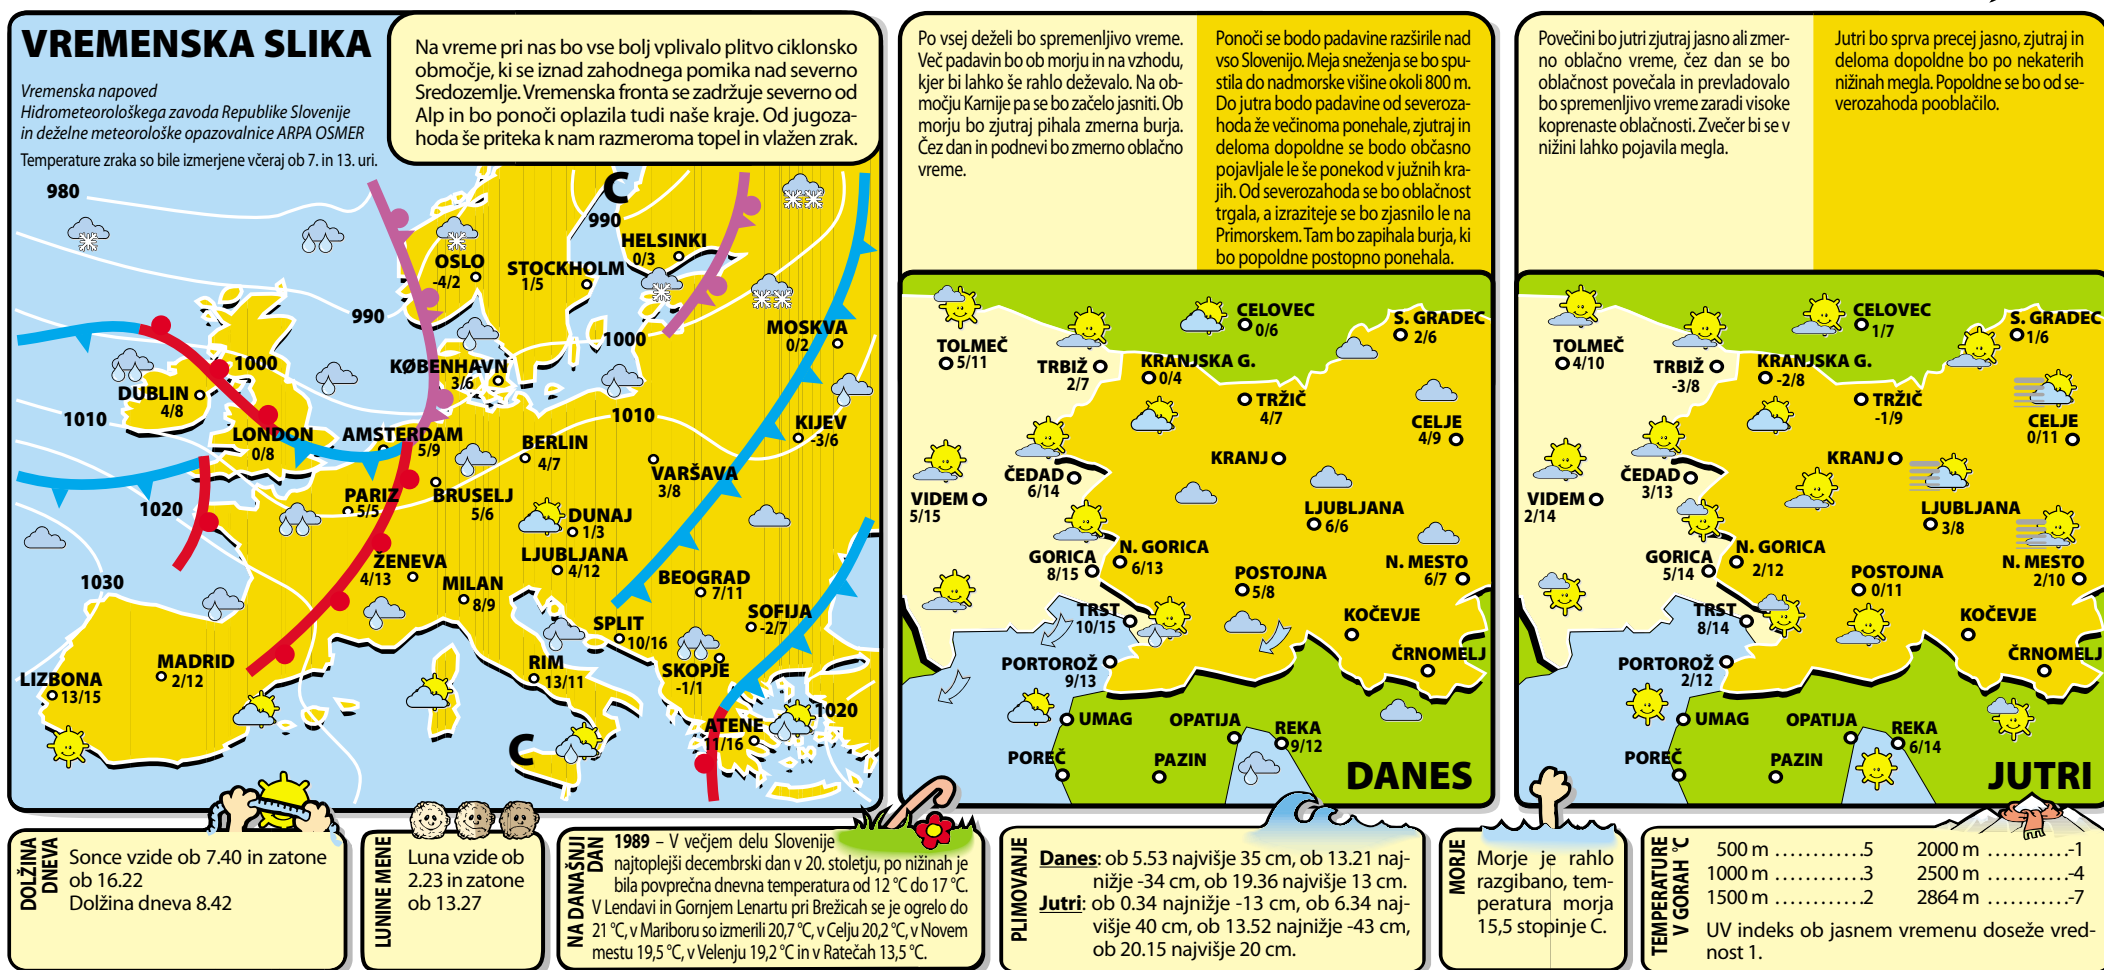 VREMENSKA SLIKA
Vremenska napoved
Hidrometeorološkega zavoda Republike Slovenije
in deželne meteorološke opazovalnice ARPA OSMER
Temperature zraka so bile izmerjene včeraj ob 7. in 13. uri.
Na vreme pri nas bo vse bolj vplivalo plitvo ciklonsko
območje, ki se iznad zahodnega pomika nad severno
Sredozemlje. Vremenska fronta se zadržuje severno od
Alp in bo ponoči oplazila tudi naše kraje. Od jugoza-
hoda še priteka k nam razmeroma topel in vlažen zrak.
980
C
990
HELSINKI
0/3
OSLO
-4/2
STOCKHOLM
1/5
990
MOSKVA
0/2
1000
1000
KØBENHAVN
3/6
DUBLIN
4/8
1010
1010
LONDON
0/8
AMSTERDAM
5/9
BERLIN
4/7
KIJEV
-3/6
VARŠAVA
3/8
PARIZ
5/5
BRUSELJ
5/6
1020
DUNAJ
1/3
LJUBLJANA
4/12
ŽENEVA
4/13
MILAN
8/9
BEOGRAD
7/11
1030
SOFIJA
-2/7
SPLIT
10/16
SKOPJE
-1/1
MADRID
2/12
RIM
13/11
LIZBONA
13/15
1020
ATENE
11/16
C
Po vsej deželi bo spremenljivo vreme.
Več padavin bo ob morju in na vzhodu,
kjer bi lahko še rahlo deževalo. Na ob-
močju Karnije pa se bo začelo jasniti. Ob
morju bo zjutraj pihala zmerna burja.
Čez dan in podnevi bo zmerno oblačno
vreme.
Ponoči se bodo padavine razširile nad
vso Slovenijo. Meja sneženja se bo spu-
stila do nadmorske višine okoli 800 m.
Do jutra bodo padavine od severoza-
hoda že večinoma ponehale, zjutraj in
deloma dopoldne se bodo občasno
pojavljale le še ponekod v južnih kra-
jih. Od severozahoda se bo oblačnost
trgala, a izraziteje se bo zjasnilo le na
Primorskem. Tam bo zapihala burja, ki
bo popoldne postopno ponehala.
CELOVEC
0/6
S. GRADEC
2/6
TOLMEČ
5/11
TRBIŽ
2/7
KRANJSKA G.
0/4
TRŽIČ
4/7
CELJE
4/9
KRANJ
ČEDAD
6/14
VIDEM
5/15
LJUBLJANA
6/6
GORICA
8/15
N. GORICA
6/13
N. MESTO
6/7
POSTOJNA
5/8
TRST
10/15
KOČEVJE
PORTOROŽ
9/13
ČRNOMELJ
UMAG
OPATIJA
REKA
9/12
POREČ
PAZIN
DANES
Povečini bo jutri zjutraj jasno ali zmer-
no oblačno vreme, čez dan se bo
oblačnost povečala in prevladovalo
bo spremenljivo vreme zaradi visoke
koprenaste oblačnosti. Zvečer bi se v
nižini lahko pojavila megla.
Jutri bo sprva precej jasno, zjutraj in
deloma dopoldne bo po nekaterih
nižinah megla. Popoldne se bo od se-
verozahoda pooblačilo.
CELOVEC
1/7
S. GRADEC
1/6
TOLMEČ
4/10
TRBIŽ
-3/8
KRANJSKA G.
-2/8
TRŽIČ
-1/9
CELJE
0/11
KRANJ
ČEDAD
3/13
VIDEM
2/14
LJUBLJANA
3/8
GORICA
5/14
N. GORICA
2/12
N. MESTO
2/10
POSTOJNA
0/11
TRST
8/14
KOČEVJE
PORTOROŽ
2/12
ČRNOMELJ
UMAG
OPATIJA
REKA
6/14
POREČ
PAZIN
JUTRI
DOLŽINA
DNEVA
Sonce vzide ob 7.40 in zatone
ob 16.22
Dolžina dneva 8.42
LUNINE MENE
Luna vzide ob
2.23 in zatone
ob 13.27
NA DANAŠNJI
DAN
1989 – V večjem delu Slovenije
najtoplejši decembrski dan v 20. stoletju, po nižinah je
bila povprečna dnevna temperatura od 12 °C do 17 °C.
V Lendavi in Gornjem Lenartu pri Brežicah se je ogrelo do
21 °C, v Mariboru so izmerili 20,7 °C, v Celju 20,2 °C, v Novem
mestu 19,5 °C, v Velenju 19,2 °C in v Ratečah 13,5 °C.
PLIMOVANJE
Danes: ob 5.53 najvišje 35 cm, ob 13.21 naj-
nižje -34 cm, ob 19.36 najvišje 13 cm.
Jutri: ob 0.34 najnižje -13 cm, ob 6.34 naj-
višje 40 cm, ob 13.52 najnižje -43 cm,
ob 20.15 najvišje 20 cm.
MORJE
Morje je rahlo
razgibano, tem-
peratura morja
15,5 stopinje C.
TEMPERATURE °C
V GORAH
500 m ...........5
1000 m ...........3
1500 m ...........2
2000 m ..........-1
2500 m ..........-4
2864 m ..........-7
UV indeks ob jasnem vremenu doseže vred-
nost 1.